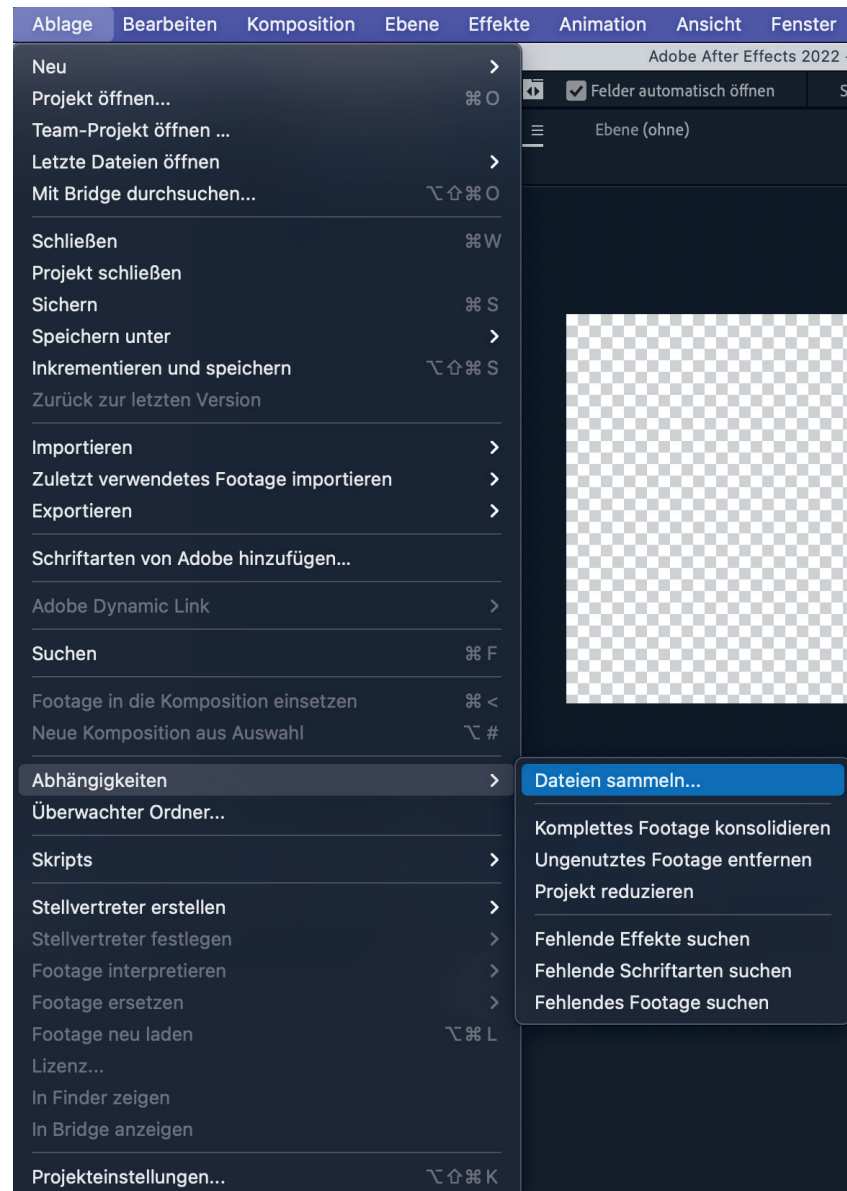 Ablage Bearbeiten Komposition Ebene Effekte Animation Ansicht Fenster
Adobe After Effects 2022 -
Felder automatisch öffnen
Ebene (ohne)
Neu
Projekt öffnen... ⌘ O
Team-Projekt öffnen ...
Letzte Dateien öffnen
Mit Bridge durchsuchen... ⌥⇧⌘ O
Schließen ⌘ W
Projekt schließen
Sichern ⌘ S
Speichern unter
Inkrementieren und speichern ⌥⇧⌘ S
Zurück zur letzten Version
Importieren
Zuletzt verwendetes Footage importieren
Exportieren
Schriftarten von Adobe hinzufügen...
Adobe Dynamic Link
Suchen ⌘ F
Footage in die Komposition einsetzen ⌘ <
Neue Komposition aus Auswahl ⌥ #
Abhängigkeiten
Überwachter Ordner...
Skripts
Stellvertreter erstellen
Stellvertreter festlegen
Footage interpretieren
Footage ersetzen
Footage neu laden ⌥⌘ L
Lizenz...
In Finder zeigen
In Bridge anzeigen
Projekteinstellungen... ⌥⇧⌘ K
Dateien sammeln...
Komplettes Footage konsolidieren
Ungenutztes Footage entfernen
Projekt reduzieren
Fehlende Effekte suchen
Fehlende Schriftarten suchen
Fehlendes Footage suchen